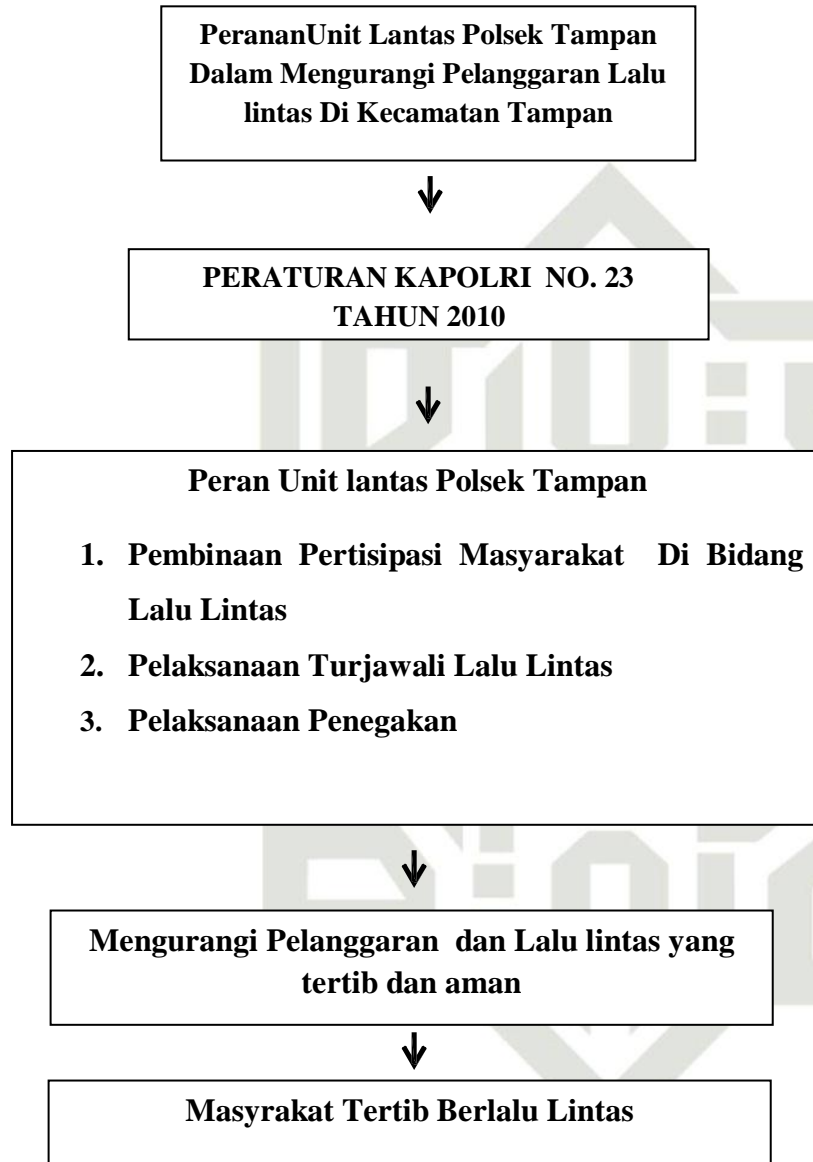 PerananUnit Lantas Polsek Tampan
Dalam Mengurangi Pelanggaran Lalu
lintas Di Kecamatan Tampan
PERATURAN KAPOLRI NO. 23
TAHUN 2010
Peran Unit lantas Polsek Tampan
1. Pembinaan Pertisipasi Masyarakat Di Bidang
Lalu Lintas
2. Pelaksanaan Turjawali Lalu Lintas
3. Pelaksanaan Penegakan
Mengurangi Pelanggaran dan Lalu lintas yang
tertib dan aman
Masyrakat Tertib Berlalu Lintas